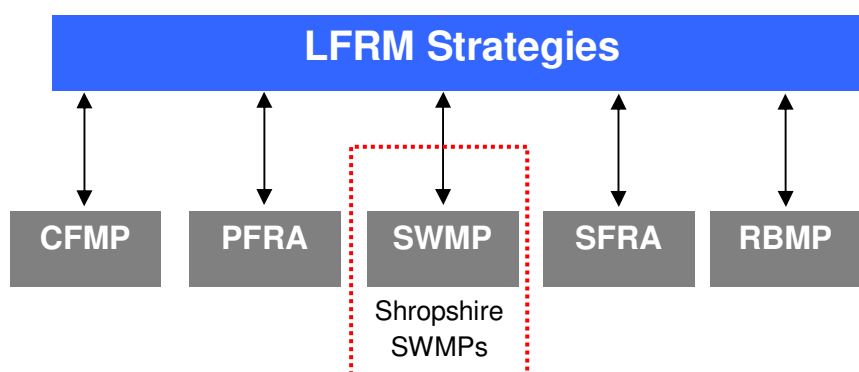 LFRM Strategies
CFMP PFRA SWMP SFRA RBMP
Shropshire
SWMPs